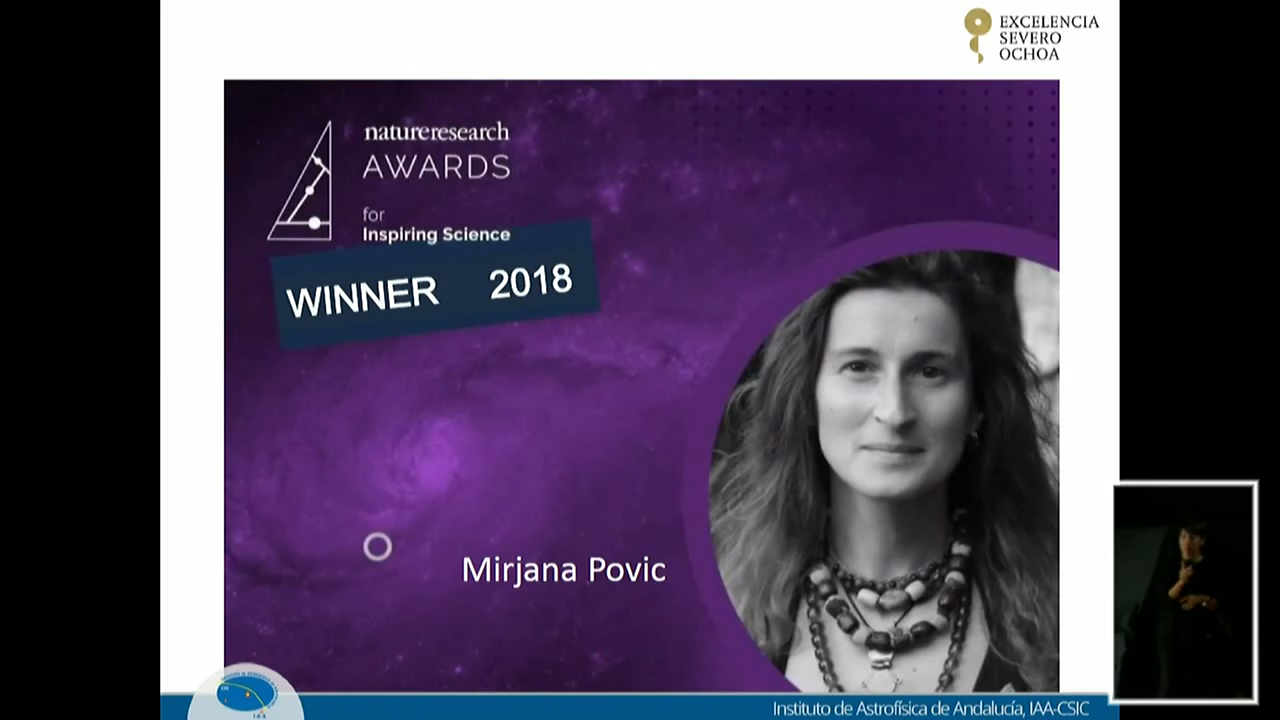 EXCELENCIA
SEVERO
OCHOA
natureresearch
AWARDS
for
Inspiring Science
WINNER 2018
Mirjana Povic
IAA
Instituto de Astrofísica de Andalucía, IAA-CSIC